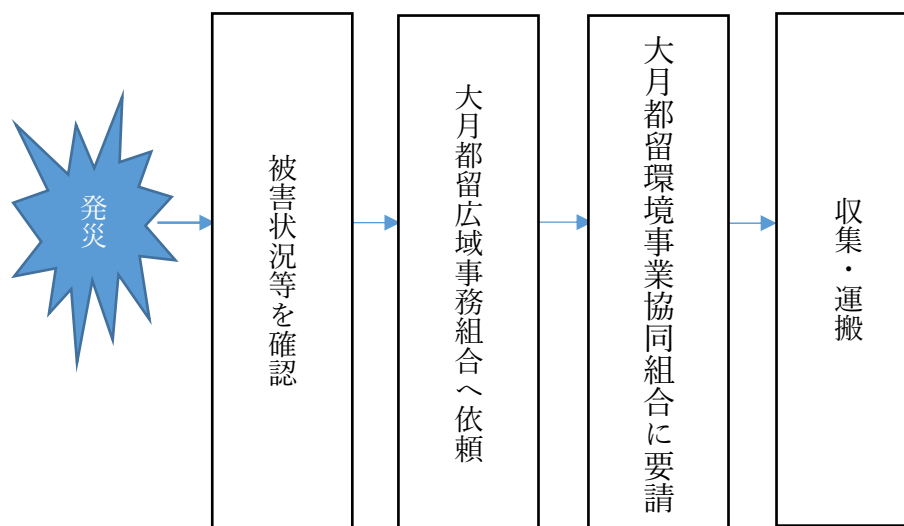 発災
被害状況等を確認
大月都留広域事務組合へ依頼
大月都留環境事業協同組合に要請
収集・運搬